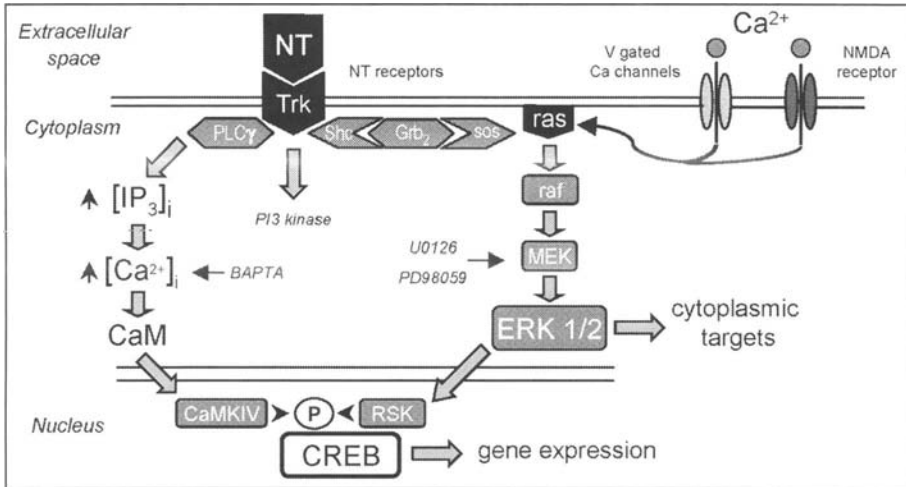 Extracellular
space
NT
Trk
NT receptors
V gated
Ca channels
Ca²⁺
NMDA
receptor
Cytoplasm
PLCγ
Shc
Grb₂
sos
ras
[IP₃]ᵢ
PI3 kinase
raf
[Ca²⁺]ᵢ
BAPTA
U0126
PD98059
MEK
CaM
ERK 1/2
cytoplasmic
targets
Nucleus
CaMKIV
P
RSK
CREB
gene expression